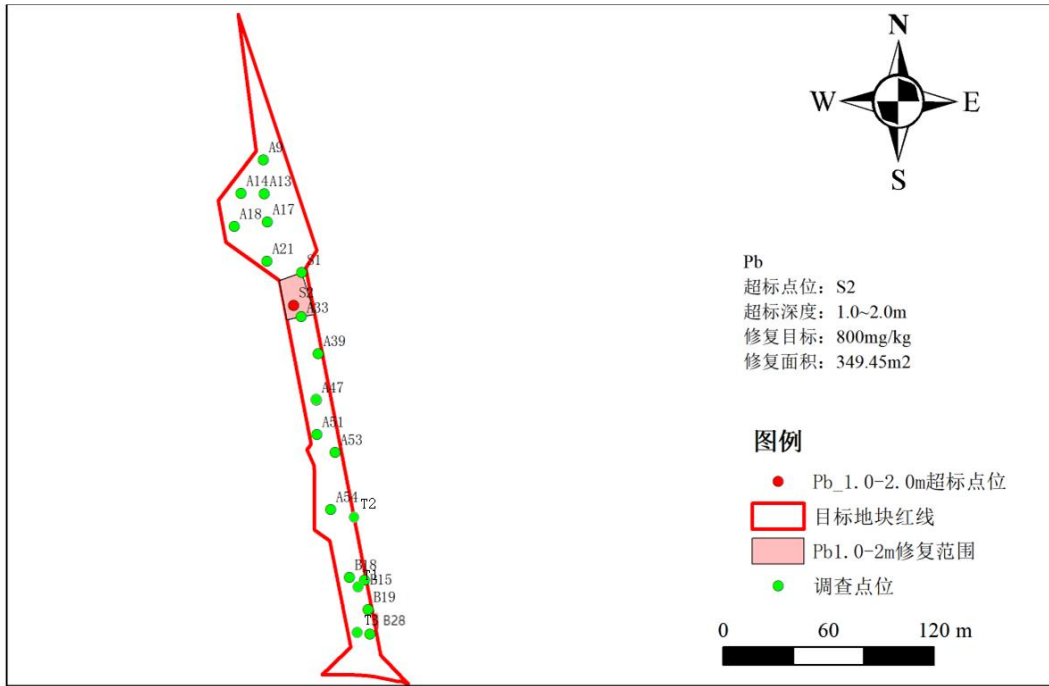 N
W E
S
A9
A14 A13
A18 A17
A21
S1
S2
A33
A39
A47
A51
A53
A54
T2
B18
T1
B15
B19
T3 B28
Pb
超标点位：S2
超标深度：1.0~2.0m
修复目标：800mg/kg
修复面积：349.45m2
图例
Pb_1.0-2.0m超标点位
目标地块红线
Pb1.0-2m修复范围
调查点位
0 60 120 m